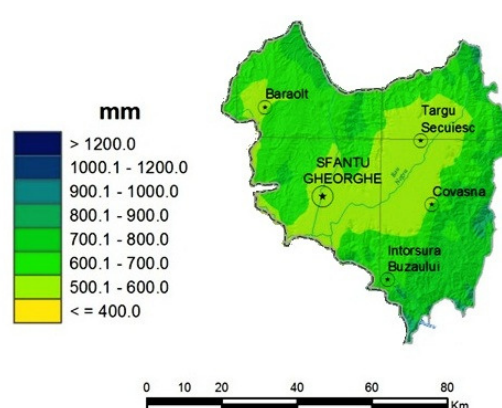 mm
> 1200.0
1000.1 - 1200.0
900.1 - 1000.0
800.1 - 900.0
700.1 - 800.0
600.1 - 700.0
500.1 - 600.0
< = 400.0
Baraolt
Targu
Secuiesc
SFANTU
GHEORGHE
Covasna
Intorsura
Buzaului
0 20 40 60 80
Km